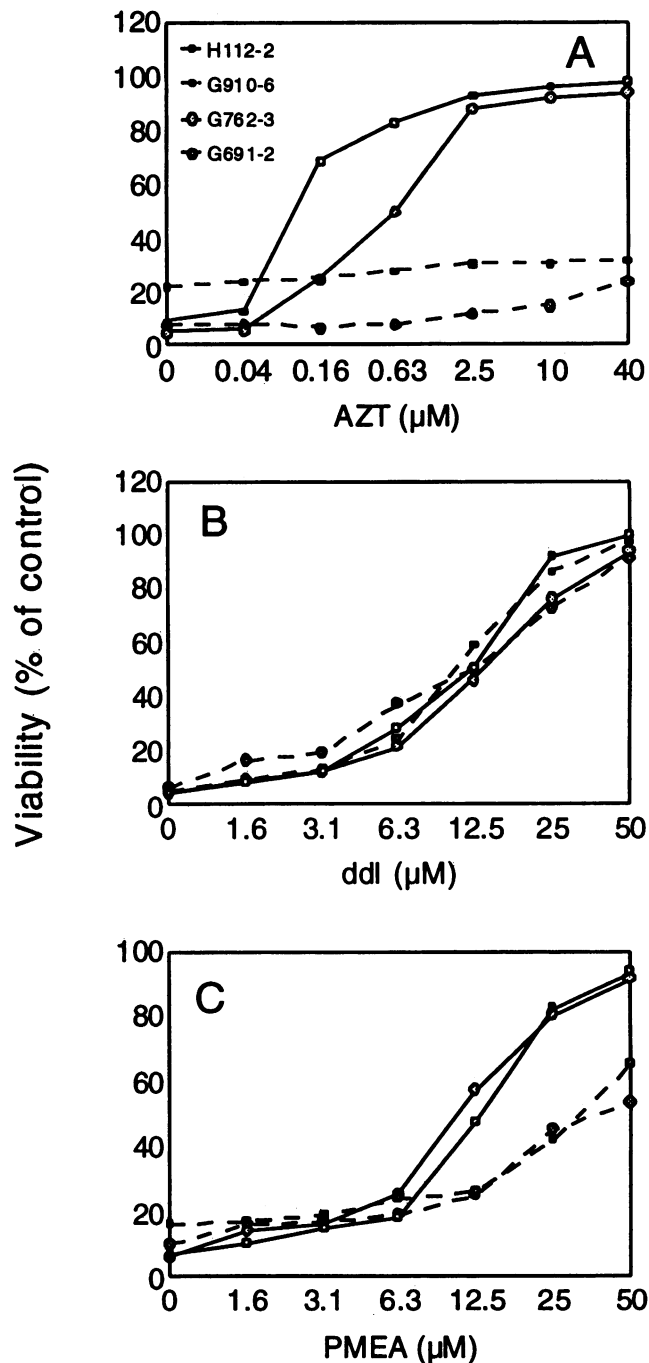 120
100
80
60
40
20
0
H112-2
G910-6
G762-3
G691-2
A
0 0.04 0.16 0.63 2.5 10 40
AZT (µM)
Viability (% of control)
120
100
80
60
40
20
0
B
0 1.6 3.1 6.3 12.5 25 50
ddI (µM)
100
80
60
40
20
0
C
0 1.6 3.1 6.3 12.5 25 50
PMEA (µM)